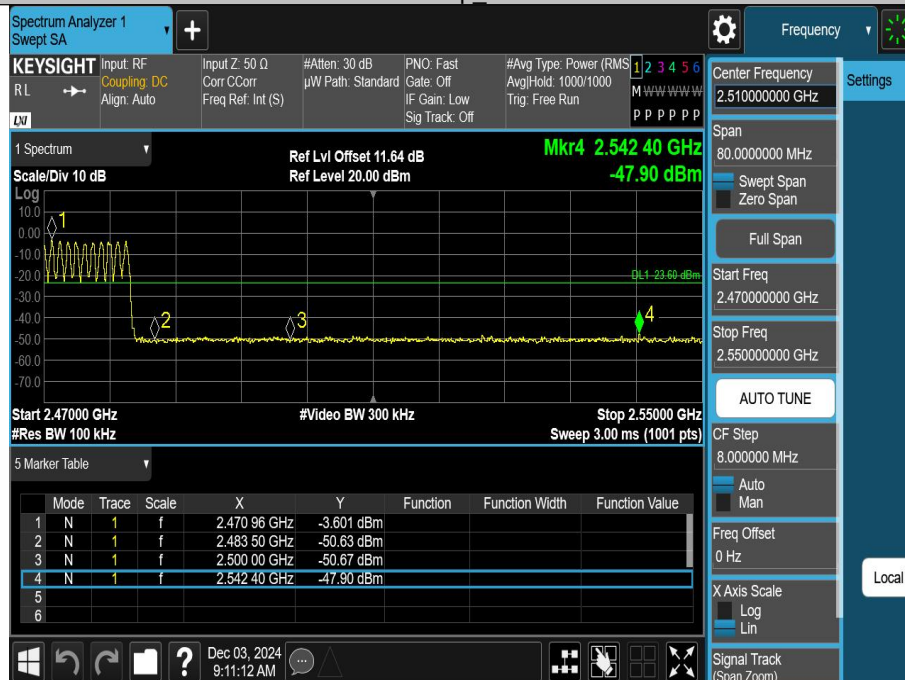 Spectrum Analyzer 1
Swept SA
+
Frequency
KEYSIGHT
RL
LXI
Input: RF
Coupling: DC
Align: Auto
Input Z: 50 Ω
Corr CCorr
Freq Ref: Int (S)
#Atten: 30 dB
µW Path: Standard
PNO: Fast
Gate: Off
IF Gain: Low
Sig Track: Off
#Avg Type: Power (RMS
Avg|Hold: 1000/1000
Trig: Free Run
1 2 3 4 5 6
M W W W W W
P P P P P P
Center Frequency
2.510000000 GHz
Settings
1 Spectrum
Scale/Div 10 dB
Ref Lvl Offset 11.64 dB
Ref Level 20.00 dBm
Mkr4 2.542 40 GHz
-47.90 dBm
Log
10.0
0.00
-10.0
-20.0
-30.0
-40.0
-50.0
-60.0
-70.0
1
2
3
4
DL1 -23.60 dBm
Start 2.47000 GHz
#Video BW 300 kHz
Stop 2.55000 GHz
#Res BW 100 kHz
Sweep 3.00 ms (1001 pts)
Span
80.0000000 MHz
Swept Span
Zero Span
Full Span
Start Freq
2.470000000 GHz
Stop Freq
2.550000000 GHz
AUTO TUNE
CF Step
8.000000 MHz
Auto
Man
Freq Offset
0 Hz
X Axis Scale
Log
Lin
Signal Track
(Span Zoom)
Local
5 Marker Table
Mode Trace Scale X Y Function Function Width Function Value
1 N 1 f 2.470 96 GHz -3.601 dBm
2 N 1 f 2.483 50 GHz -50.63 dBm
3 N 1 f 2.500 00 GHz -50.67 dBm
4 N 1 f 2.542 40 GHz -47.90 dBm
5
6
?
Dec 03, 2024
9:11:12 AM